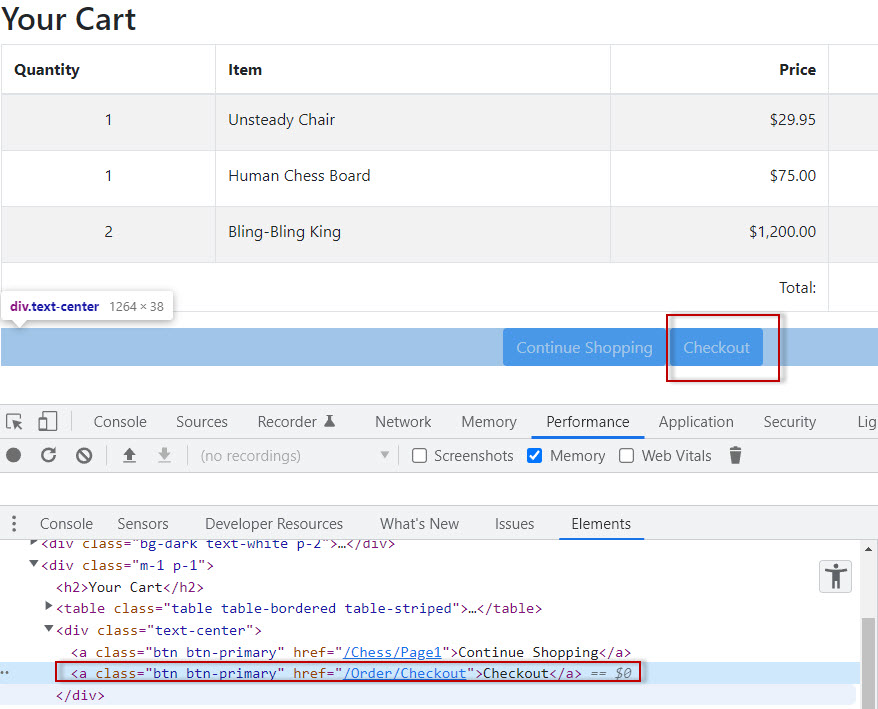 Your Cart
Quantity Item Price
1 Unsteady Chair $29.95
1 Human Chess Board $75.00
2 Bling-Bling King $1,200.00
Total:
div.text-center 1264 × 38
Continue Shopping Checkout
Console Sources Recorder Network Memory Performance Application Security Lig
(no recordings) Screenshots Memory Web Vitals
Console Sensors Developer Resources What's New Issues Elements
<div class="bg-dark text-white p-2">…</div>
<div class="m-1 p-1">
<h2>Your Cart</h2>
<table class="table table-bordered table-striped">…</table>
<div class="text-center">
<a class="btn btn-primary" href="/Chess/Page1">Continue Shopping</a>
<a class="btn btn-primary" href="/Order/Checkout">Checkout</a> == $0
</div>